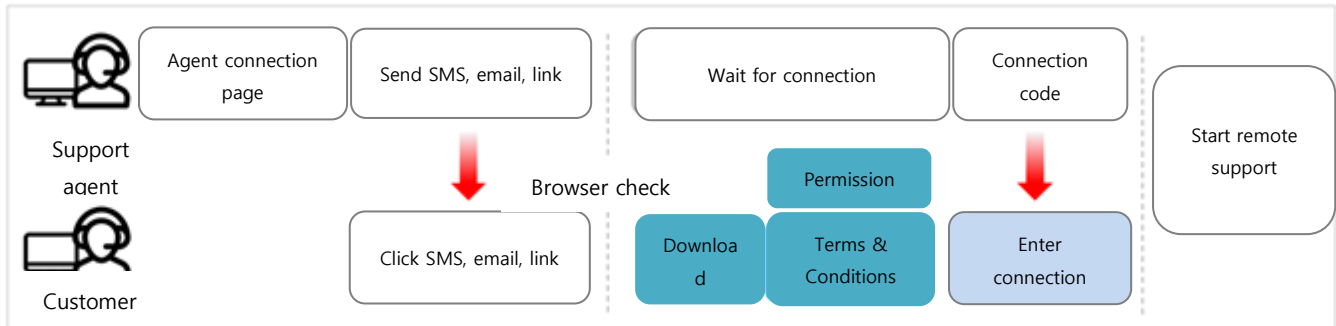 Agent connection
page
Send SMS, email, link
Wait for connection
Connection
code
Support
agent
Start remote
support
Browser check
Permission
Customer
Click SMS, email, link
Downloa
d
Terms &
Conditions
Enter
connection